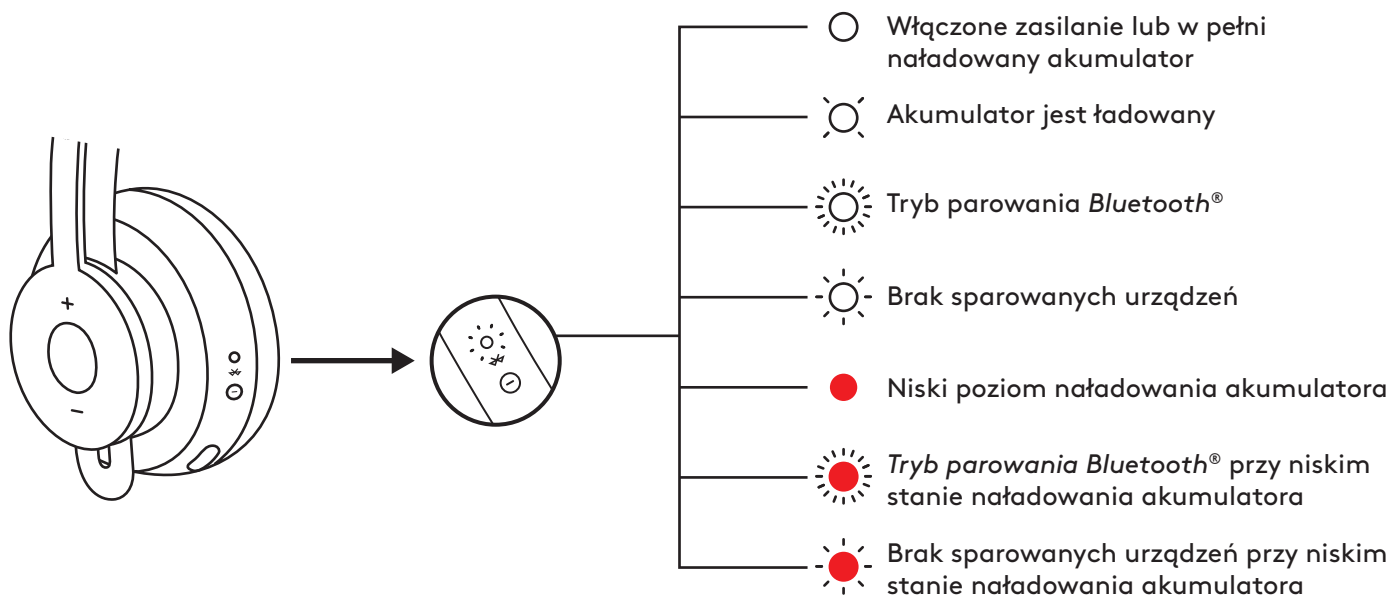 Włączone zasilanie lub w pełni
naładowany akumulator
Akumulator jest ładowany
Tryb parowania Bluetooth®
Brak sparowanych urządzeń
Niski poziom naładowania akumulatora
Tryb parowania Bluetooth® przy niskim
stanie naładowania akumulatora
Brak sparowanych urządzeń przy niskim
stanie naładowania akumulatora